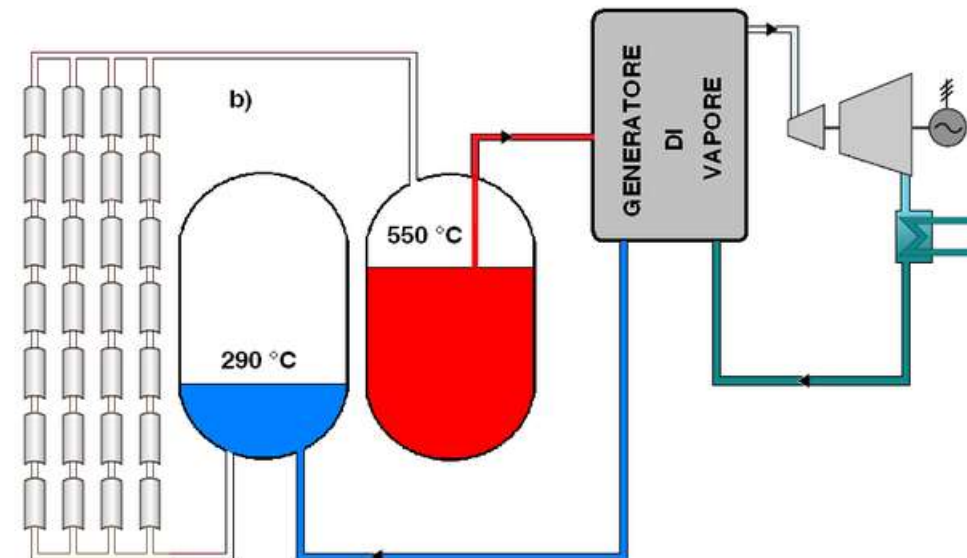 b)
550 °C
290 °C
GENERATORE
DI
VAPORE